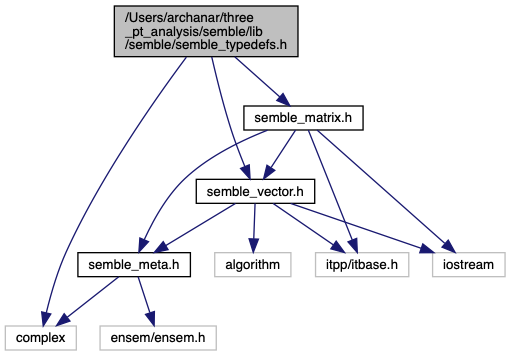 /Users/archanar/three
_pt_analysis/semble/lib
/semble/semble_typedefs.h
semble_matrix.h
semble_vector.h
semble_meta.h
algorithm
itpp/itbase.h
iostream
complex
ensem/ensem.h